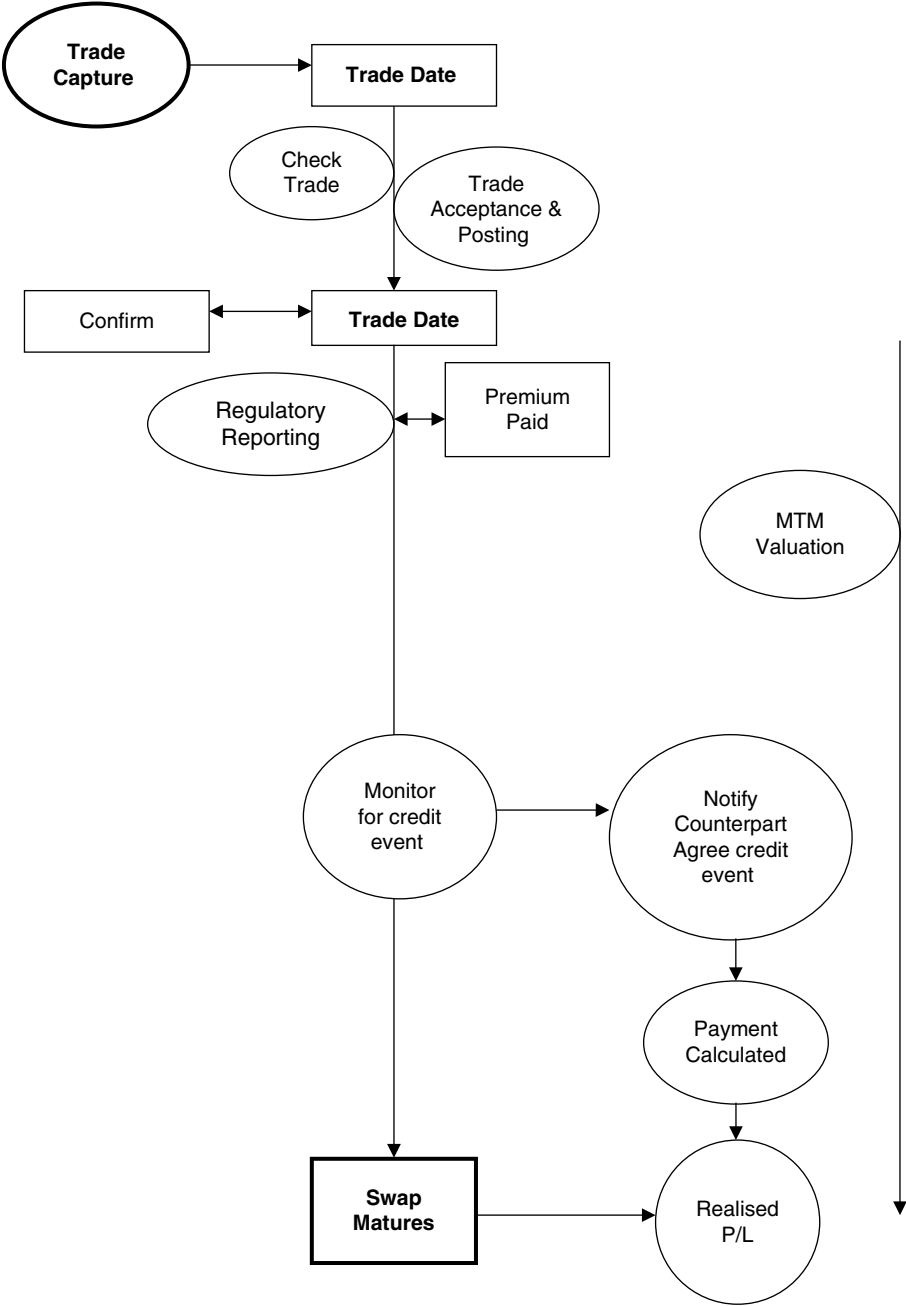 Trade
Capture
Trade Date
Check
Trade
Trade
Acceptance &
Posting
Confirm
Trade Date
Regulatory
Reporting
Premium
Paid
MTM
Valuation
Monitor
for credit
event
Notify
Counterpart
Agree credit
event
Payment
Calculated
Swap
Matures
Realised
P/L